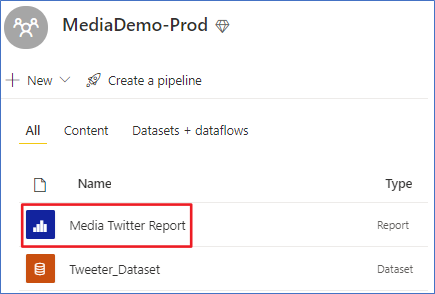 MediaDemo-Prod
New Create a pipeline
All Content Datasets + dataflows
Name Type
Media Twitter Report Report
Tweeter_Dataset Dataset